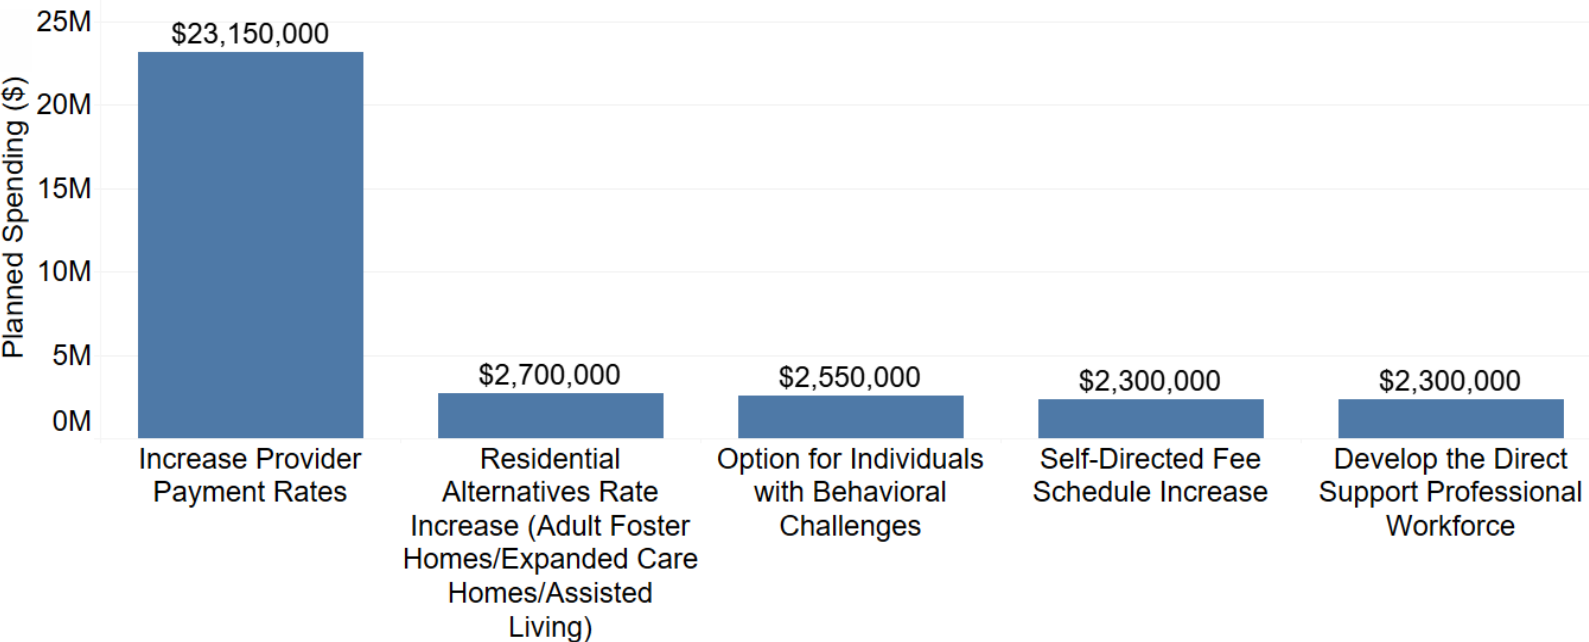 Planned Spending ($)
25M
20M
15M
10M
5M
0M
$23,150,000
$2,700,000
$2,550,000
$2,300,000
$2,300,000
Increase Provider
Payment Rates
Residential
Alternatives Rate
Increase (Adult Foster
Homes/Expanded Care
Homes/Assisted
Living)
Option for Individuals
with Behavioral
Challenges
Self-Directed Fee
Schedule Increase
Develop the Direct
Support Professional
Workforce